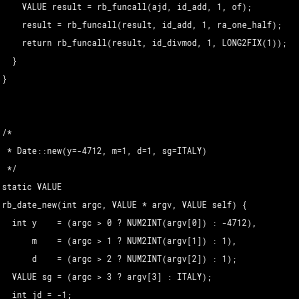 VALUE result = rb_funcall(ajd, id_add, 1, of);
result = rb_funcall(result, id_add, 1, ra_one_half);
return rb_funcall(result, id_divmod, 1, LONG2FIX(1));
}
}
/*
* Date::new(y=-4712, m=1, d=1, sg=ITALY)
*/
static VALUE
rb_date_new(int argc, VALUE * argv, VALUE self) {
int y = (argc > 0 ? NUM2INT(argv[0]) : -4712),
m = (argc > 1 ? NUM2INT(argv[1]) : 1),
d = (argc > 2 ? NUM2INT(argv[2]) : 1);
VALUE sg = (argc > 3 ? argv[3] : ITALY);
int jd = -1;